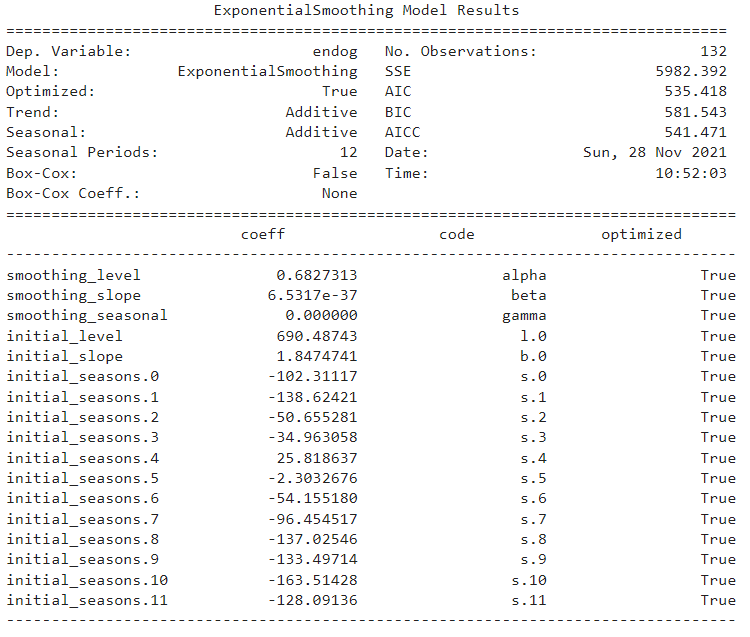 ExponentialSmoothing Model Results
================================================================================
Dep. Variable: endog No. Observations: 132
Model: ExponentialSmoothing SSE 5982.392
Optimized: True AIC 535.418
Trend: Additive BIC 581.543
Seasonal: Additive AICC 541.471
Seasonal Periods: 12 Date: Sun, 28 Nov 2021
Box-Cox: False Time: 10:52:03
Box-Cox Coeff.: None
=================================================================================
coeff code optimized
---------------------------------------------------------------------------------
smoothing_level 0.6827313 alpha True
smoothing_slope 6.5317e-37 beta True
smoothing_seasonal 0.000000 gamma True
initial_level 690.48743 l.0 True
initial_slope 1.8474741 b.0 True
initial_seasons.0 -102.31117 s.0 True
initial_seasons.1 -138.62421 s.1 True
initial_seasons.2 -50.655281 s.2 True
initial_seasons.3 -34.963058 s.3 True
initial_seasons.4 25.818637 s.4 True
initial_seasons.5 -2.3032676 s.5 True
initial_seasons.6 -54.155180 s.6 True
initial_seasons.7 -96.454517 s.7 True
initial_seasons.8 -137.02546 s.8 True
initial_seasons.9 -133.49714 s.9 True
initial_seasons.10 -163.51428 s.10 True
initial_seasons.11 -128.09136 s.11 True
---------------------------------------------------------------------------------